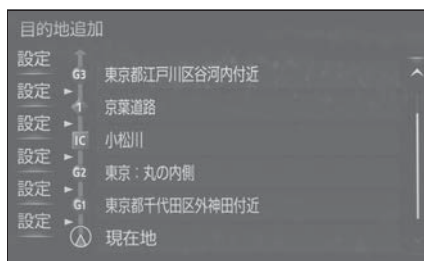 目的地追加
設定
G3 東京都江戸川区谷河内付近
設定
1 京葉道路
設定
IC 小松川
設定
G2 東京：丸の内側
設定
G1 東京都千代田区外神田付近
設定
現在地